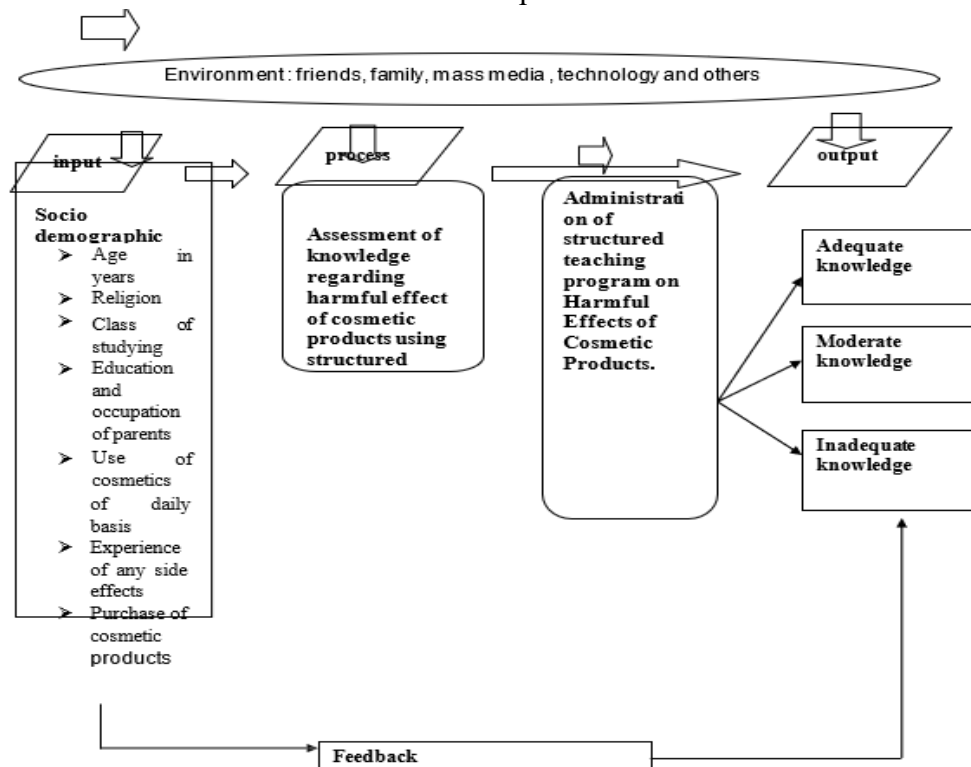 Environment : friends, family, mass media , technology and others
input
process
output
Socio
demographic
➤ Age in
years
➤ Religion
➤ Class of
studying
➤ Education
and
occupation
of parents
➤ Use of
cosmetics
of daily
basis
➤ Experience
of any side
effects
➤ Purchase of
cosmetic
products
Assessment of
knowledge
regarding
harmful effect
of cosmetic
products using
structured
Administrati
on of
structured
teaching
program on
Harmful
Effects of
Cosmetic
Products.
Adequate
knowledge
Moderate
knowledge
Inadequate
knowledge
Feedback